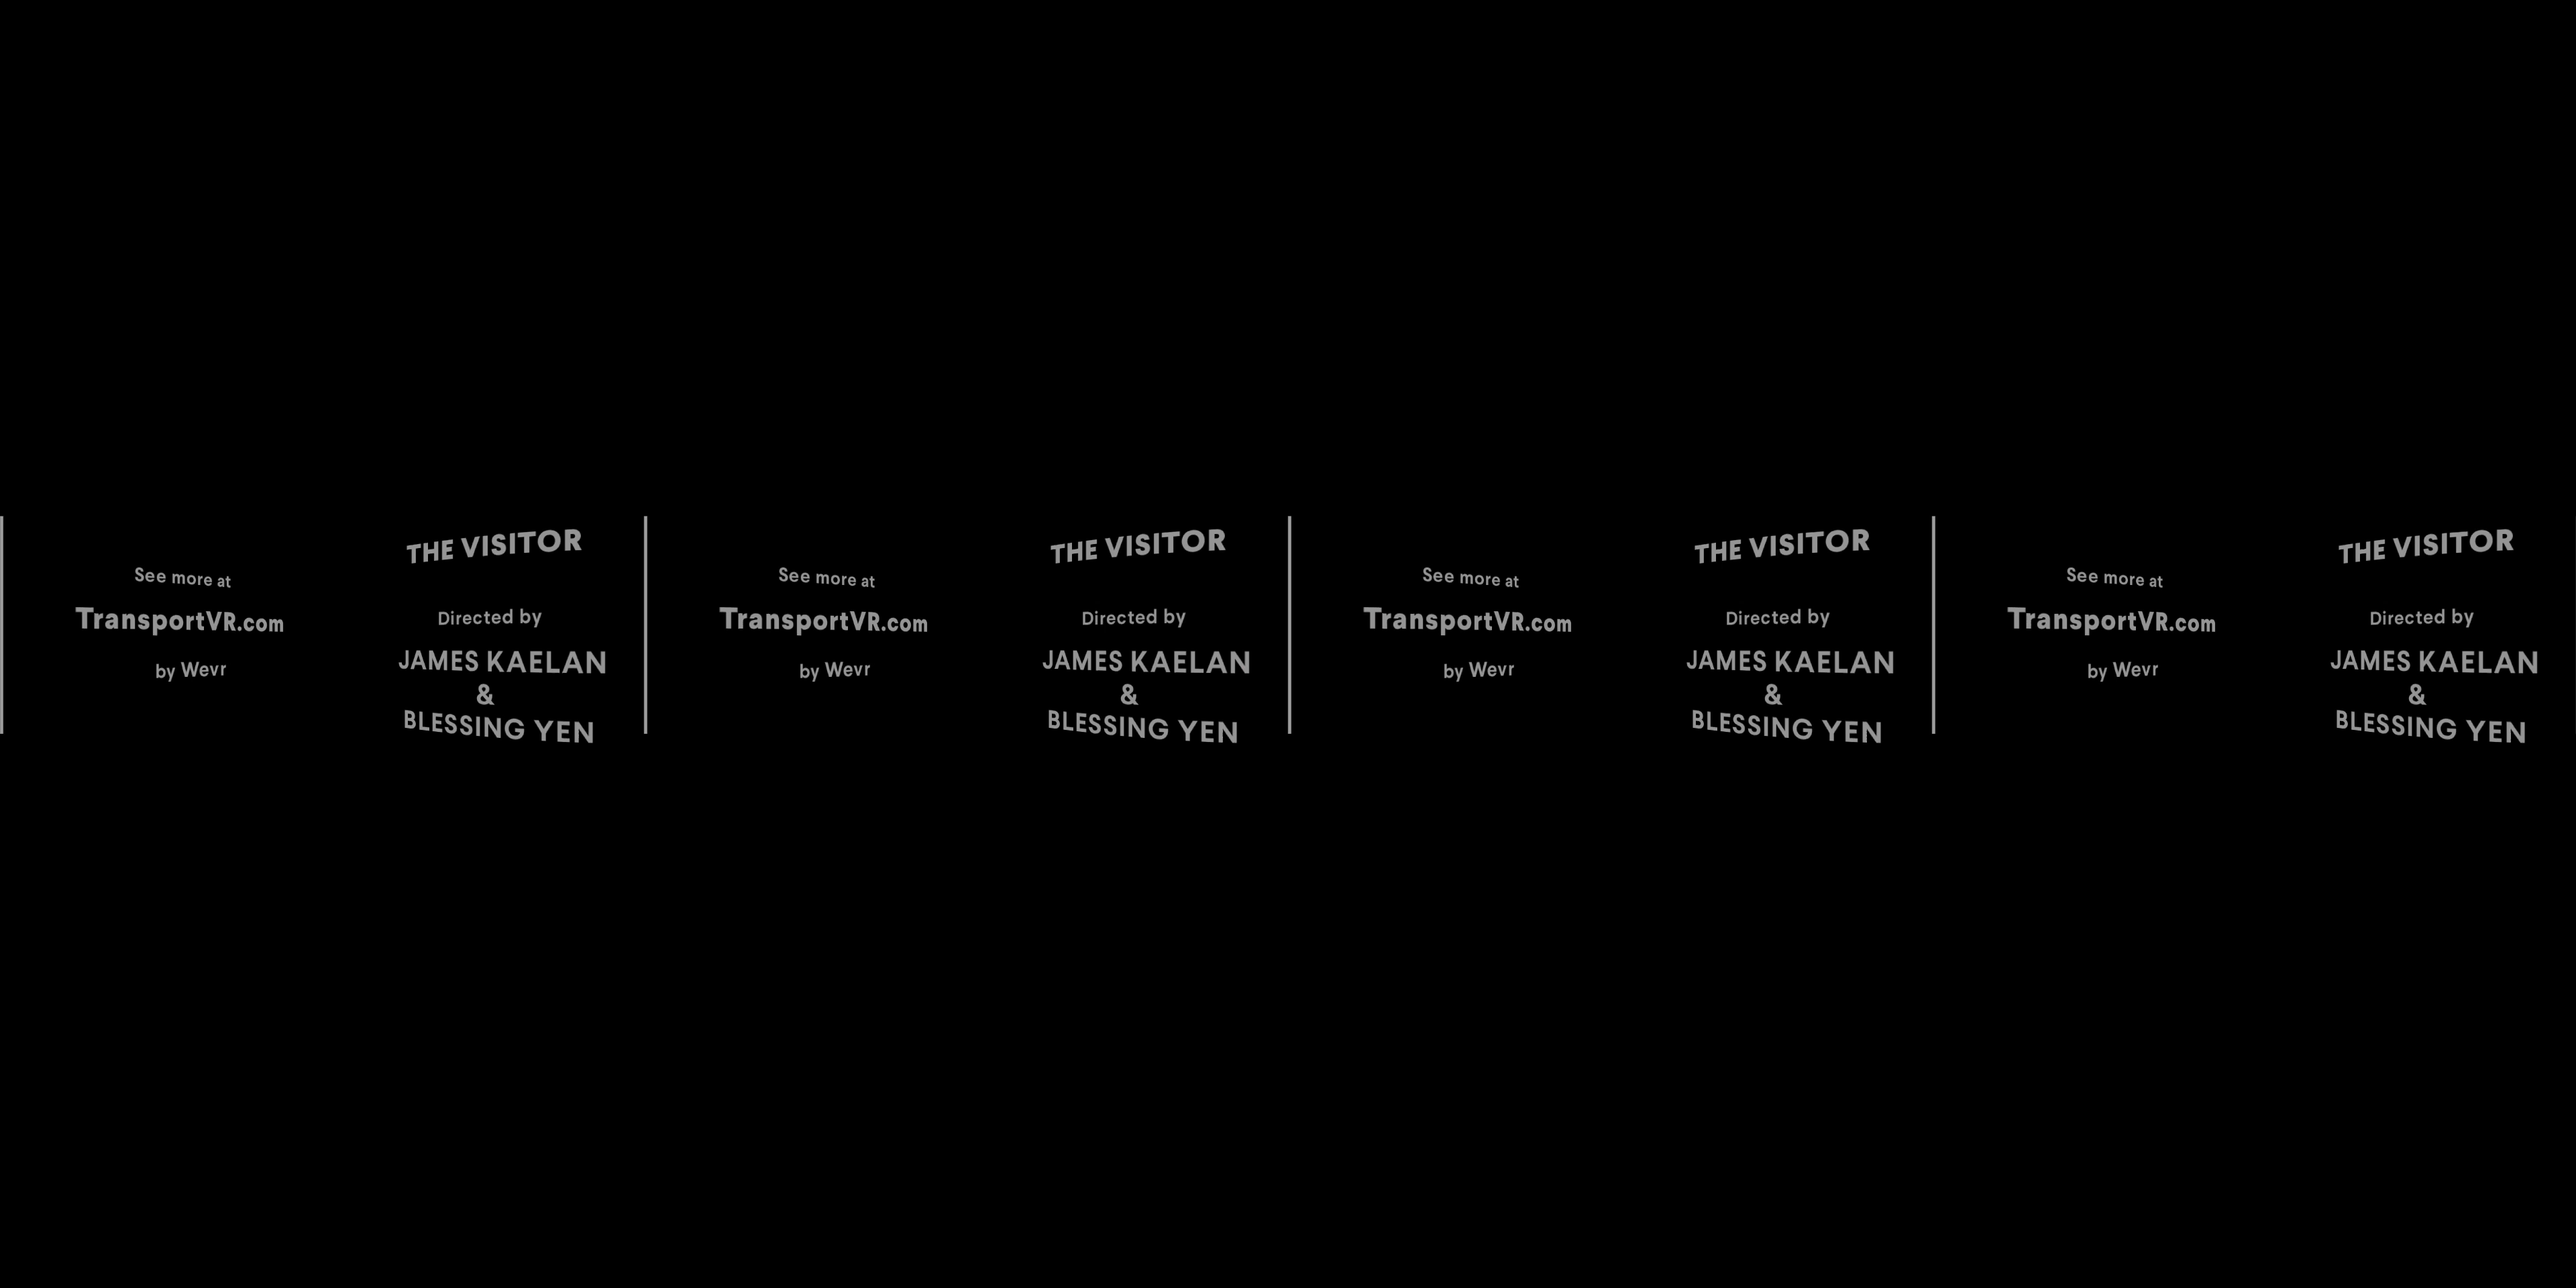 See more at
TransportVR.com
by Wevr
THE VISITOR
Directed by
JAMES KAELAN
&
BLESSING YEN
See more at
TransportVR.com
by Wevr
THE VISITOR
Directed by
JAMES KAELAN
&
BLESSING YEN
See more at
TransportVR.com
by Wevr
THE VISITOR
Directed by
JAMES KAELAN
&
BLESSING YEN
See more at
TransportVR.com
by Wevr
THE VISITOR
Directed by
JAMES KAELAN
&
BLESSING YEN